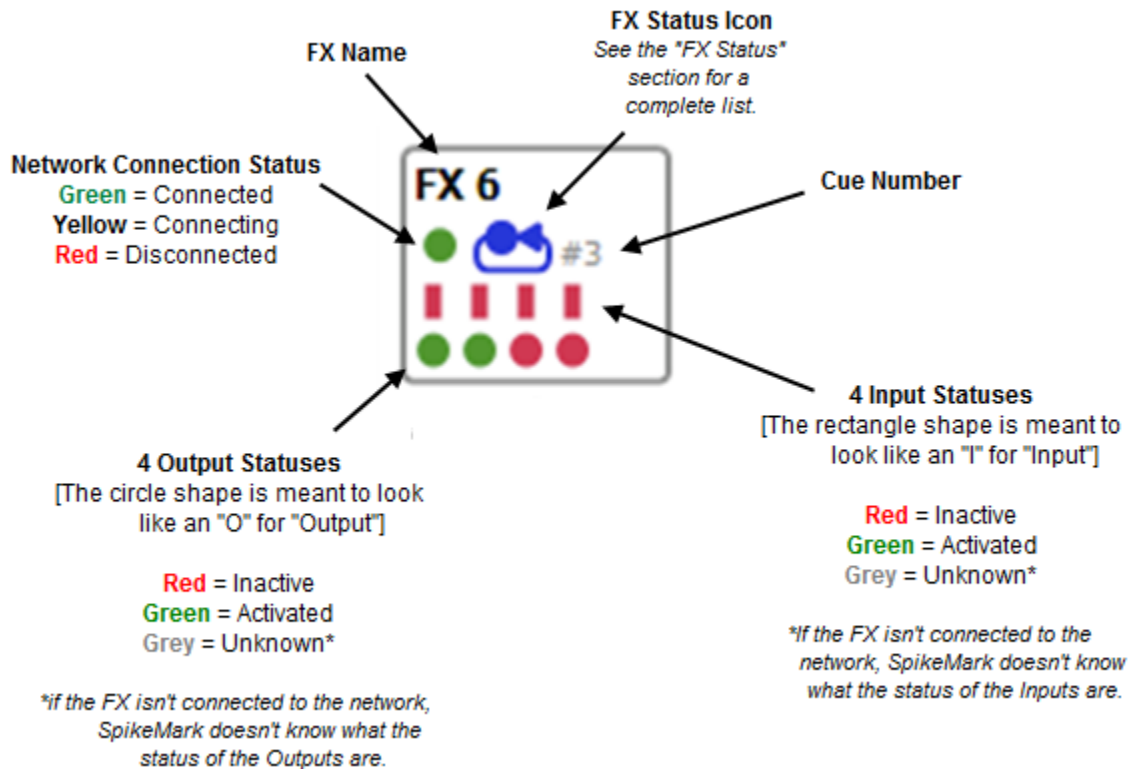 FX Status Icon
See the "FX Status"
section for a
complete list.
FX Name
Network Connection Status
Green = Connected
Yellow = Connecting
Red = Disconnected
FX 6
#3
Cue Number
4 Output Statuses
[The circle shape is meant to look
like an "O" for "Output"]
Red = Inactive
Green = Activated
Grey = Unknown*
*if the FX isn't connected to the network,
SpikeMark doesn't know what the
status of the Outputs are.
4 Input Statuses
[The rectangle shape is meant to
look like an "I" for "Input"]
Red = Inactive
Green = Activated
Grey = Unknown*
*If the FX isn't connected to the
network, SpikeMark doesn't know
what the status of the Inputs are.